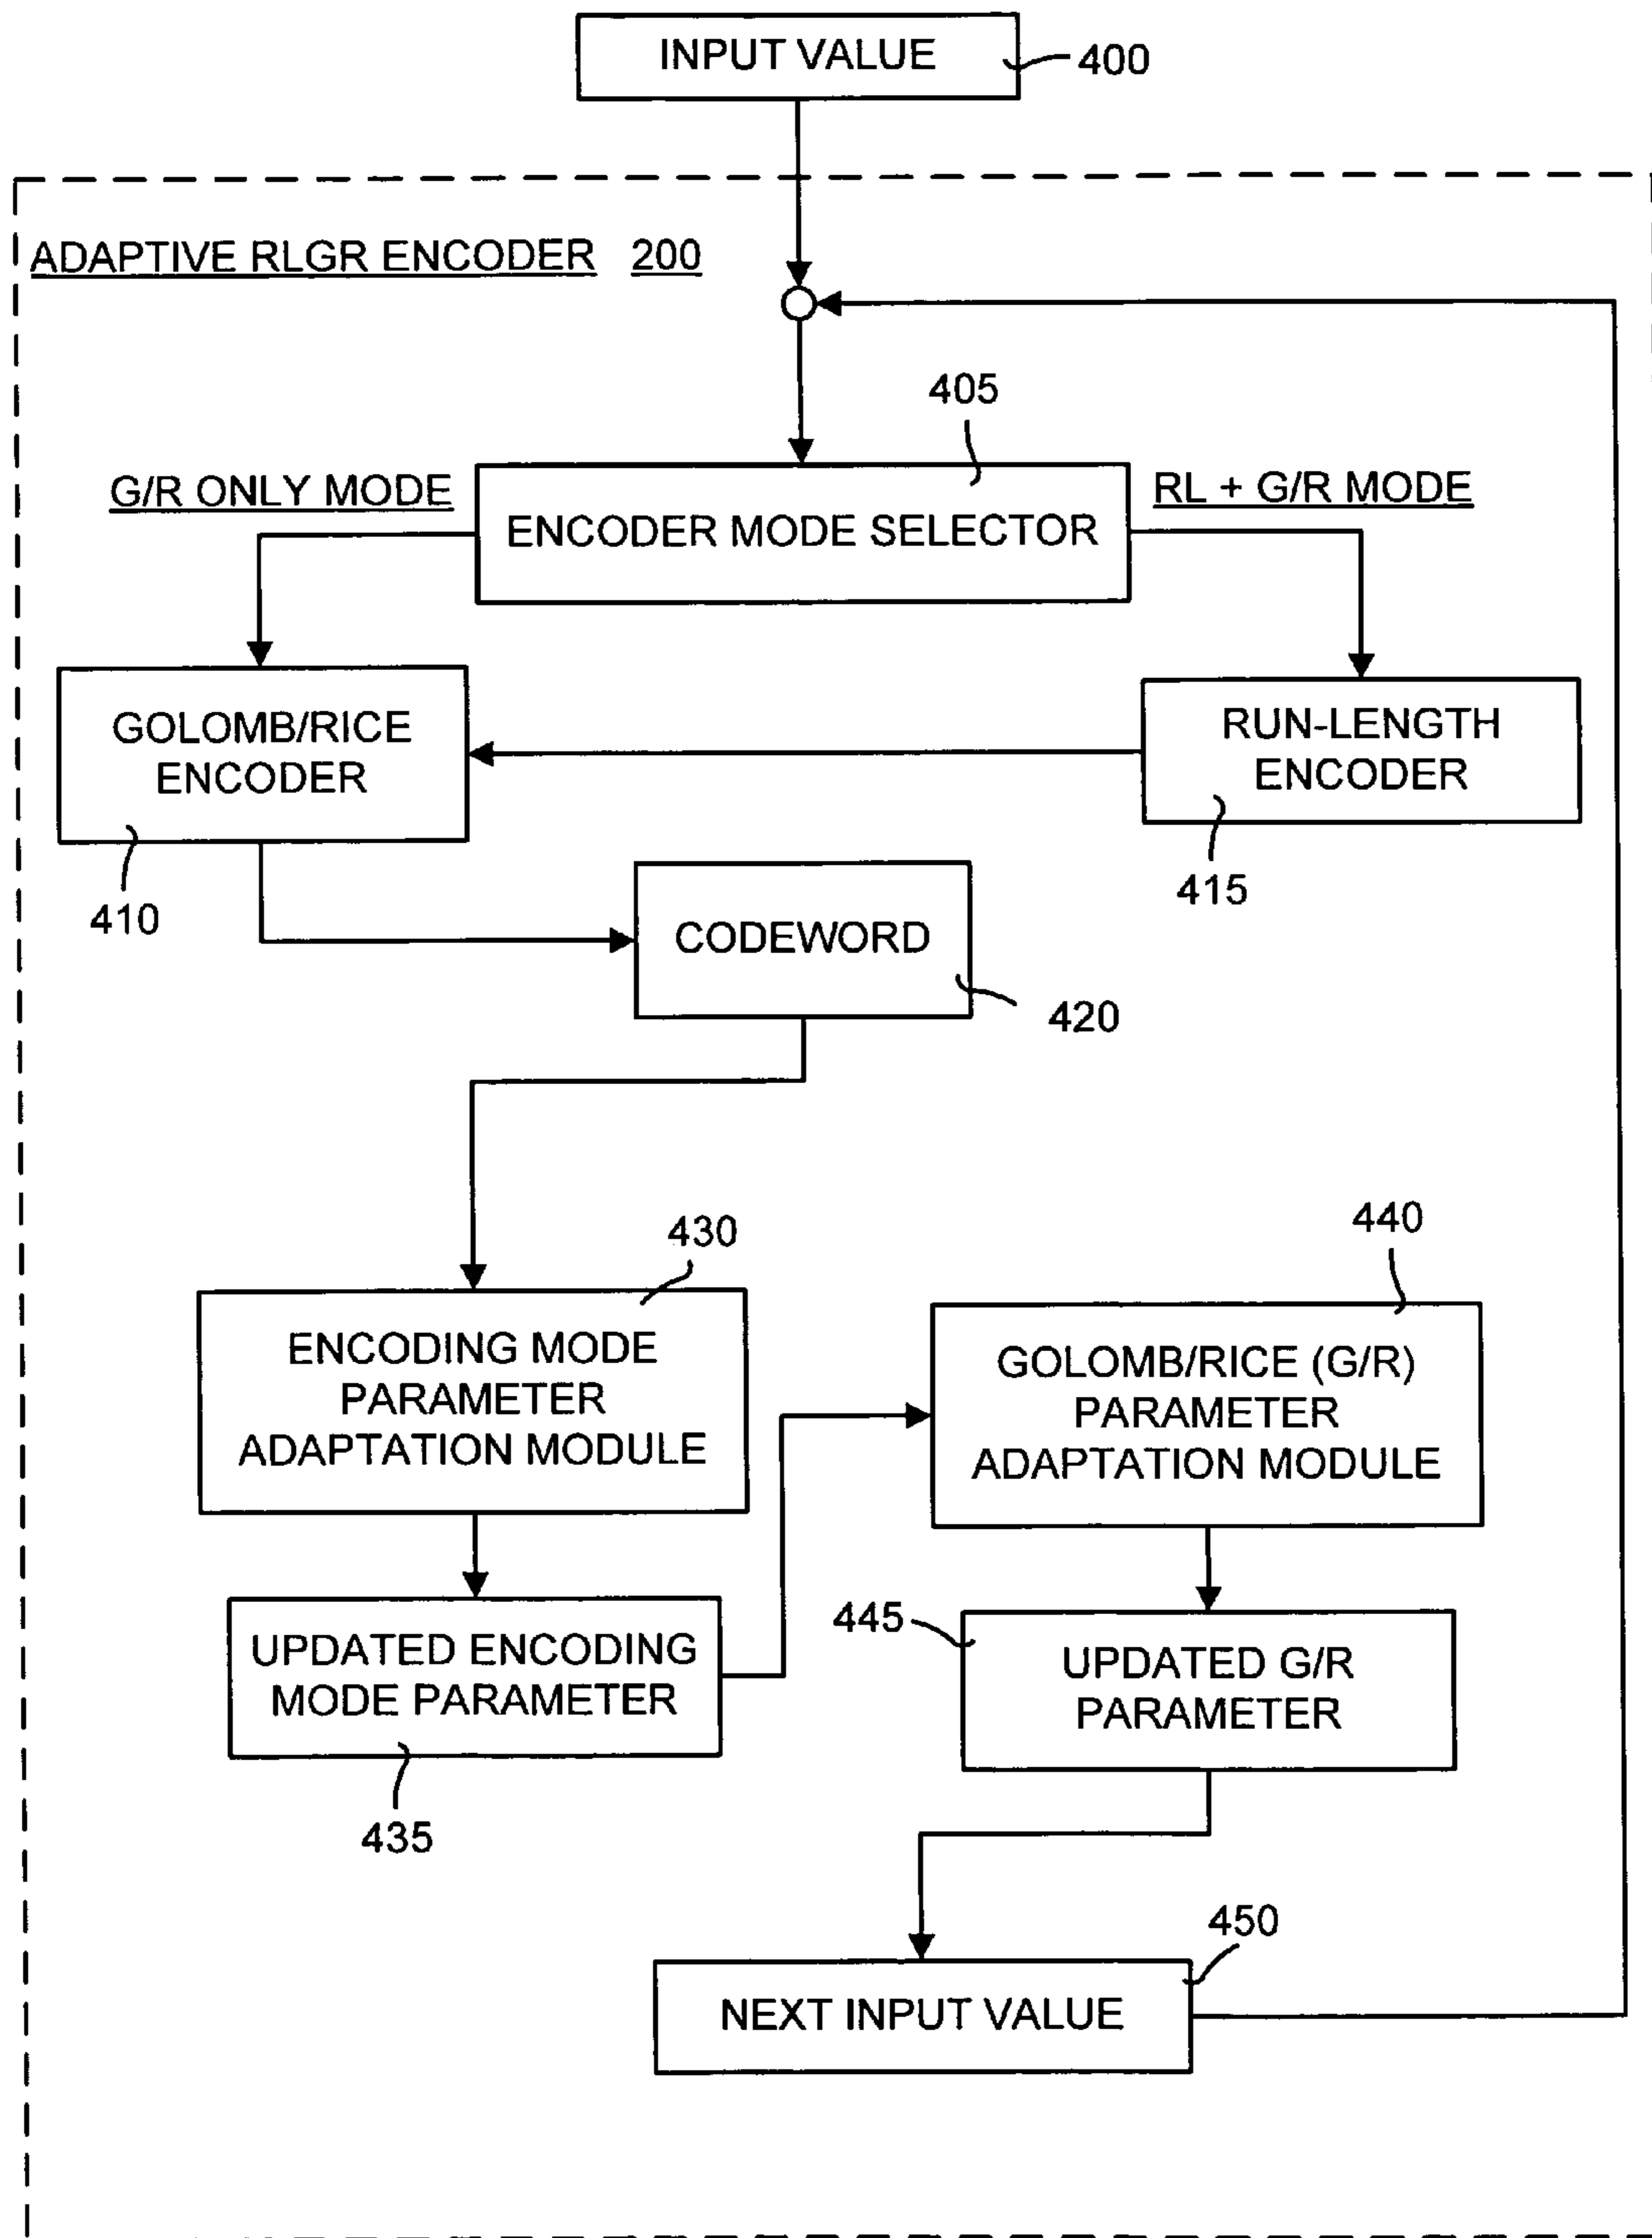 INPUT VALUE
400
ADAPTIVE RLGR ENCODER 200
405
G/R ONLY MODE
RL + G/R MODE
ENCODER MODE SELECTOR
GOLOMB/RICE
ENCODER
410
RUN-LENGTH
ENCODER
415
CODEWORD
420
430
ENCODING MODE
PARAMETER
ADAPTATION MODULE
440
GOLOMB/RICE (G/R)
PARAMETER
ADAPTATION MODULE
UPDATED ENCODING
MODE PARAMETER
435
445
UPDATED G/R
PARAMETER
450
NEXT INPUT VALUE